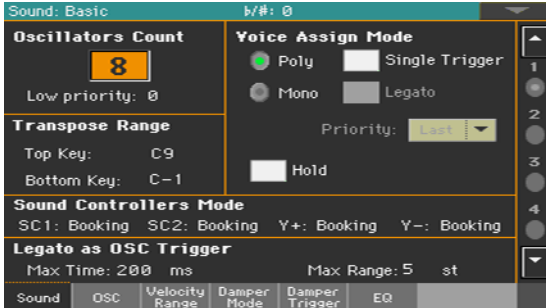 Sound: Basic ♭/#: 0
Oscillators Count
8
Low priority: 0
Voice Assign Mode
Poly Single Trigger
Mono Legato
Priority: Last
Hold
Transpose Range
Top Key: C9
Bottom Key: C-1
Sound Controllers Mode
SC1: Booking SC2: Booking Y+: Booking Y-: Booking
Legato as OSC Trigger
Max Time: 200 ms Max Range: 5 st
1
2
3
4
Sound OSC Velocity Range Damper Mode Damper Trigger EQ